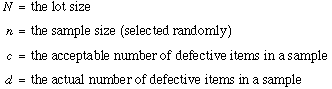 N = the lot size
n = the sample size (selected randomly)
c = the acceptable number of defective items in a sample
d = the actual number of defective items in a sample